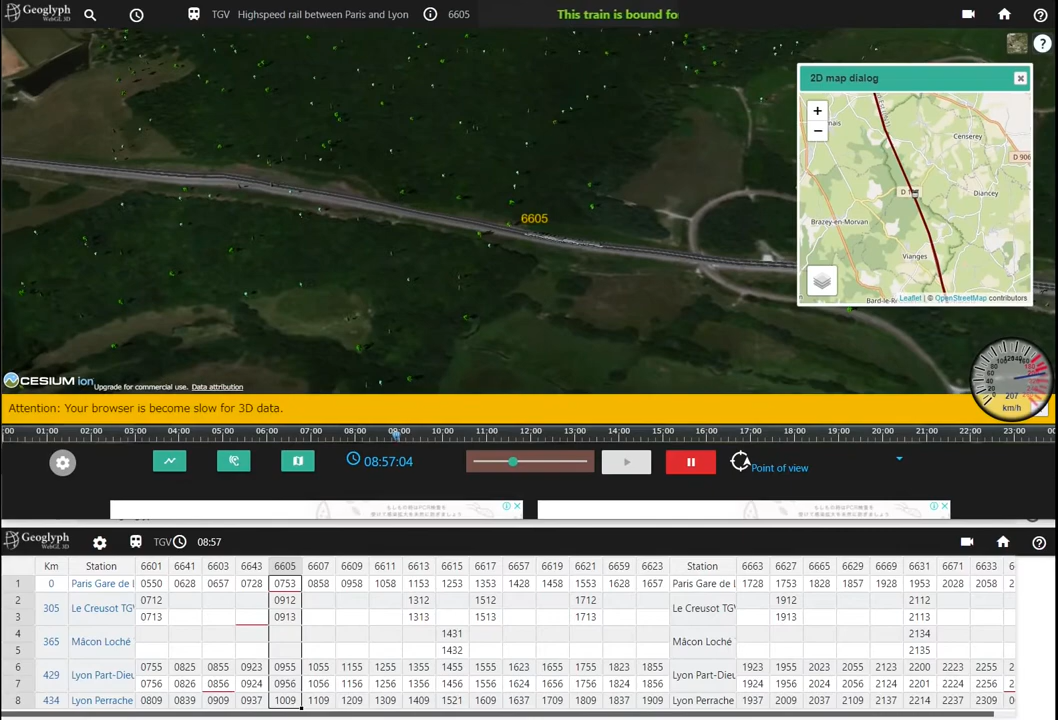 Geoglyph
WebGL 3D
TGV Highspeed rail between Paris and Lyon 6605
This train is bound fo
6605
2D map dialog
Censerey
D 906
Diancey
Brazey-en-Morvan
Vianges
Bard-le-R
Leaflet | © OpenStreetMap contributors
CESIUM ion Upgrade for commercial use. Data attribution
207
km/h
Attention: Your browser is become slow for 3D data.
00 01:00 02:00 03:00 04:00 05:00 06:00 07:00 08:00 09:00 10:00 11:00 12:00 13:00 14:00 15:00 16:00 17:00 18:00 19:00 20:00 21:00 22:00 23:00 00
08:57:04
Point of view
Geoglyph
WebGL 3D
TGV 08:57
Km Station 6601 6641 6603 6643 6605 6607 6609 6611 6613 6615 6617 6619 6621 6659 6623 Station 6663 6627 6665 6629 6667 6631 6671 6633 6
1 0 Paris Gare de l 0550 0628 0657 0728 0753 0858 0958 1058 1153 1253 1353 1428 1458 1553 1628 1657 Paris Gare de l 1728 1753 1828 1857 1928 1953 2028 2058 2
2 305 Le Creusot TGV 0712 0912 1312 1512 1712 Le Creusot TGV 1912 2112
3 0713 0913 1313 1513 1713 1913 2113
4 365 Mâcon Loché 1431 Mâcon Loché 2134
5 1432 2135
6 429 Lyon Part-Dieu 0755 0825 0855 0923 0955 1055 1155 1255 1355 1455 1555 1623 1655 1755 1823 1855 Lyon Part-Dieu 1923 1955 2023 2055 2123 2200 2223 2255 2
7 0756 0826 0856 0924 0956 1056 1156 1256 1356 1456 1556 1624 1656 1756 1824 1856 1924 1956 2024 2056 2124 2201 2224 2256 2
8 434 Lyon Perrache 0809 0839 0909 0937 1009 1109 1209 1309 1409 1521 1609 1709 1709 1809 1837 1909 Lyon Perrache 1937 2009 2037 2109 2137 2214 2237 2309 0